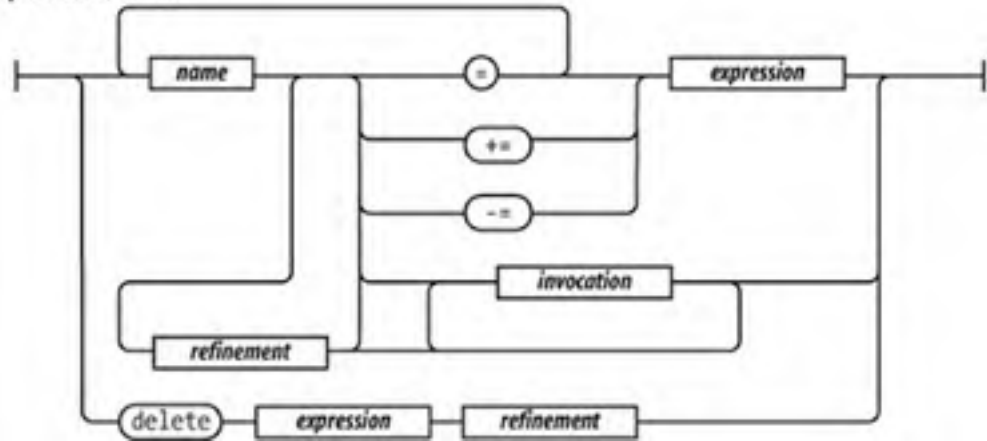 name = expression
+=
-=
invocation
refinement
delete expression refinement